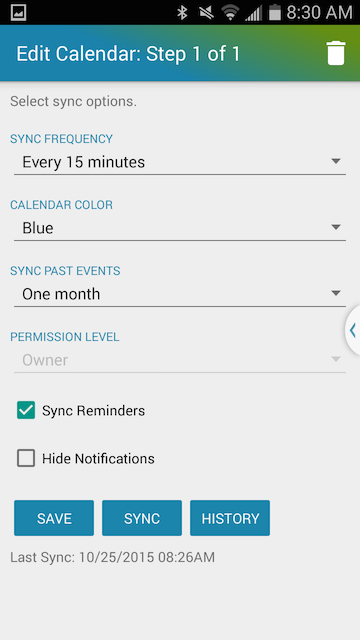 8:30 AM
Edit Calendar: Step 1 of 1
Select sync options.
SYNC FREQUENCY
Every 15 minutes
CALENDAR COLOR
Blue
SYNC PAST EVENTS
One month
PERMISSION LEVEL
Owner
Sync Reminders
Hide Notifications
SAVE SYNC HISTORY
Last Sync: 10/25/2015 08:26AM